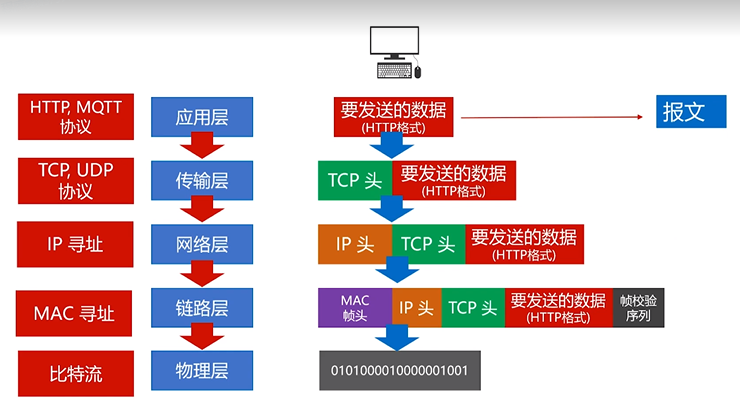 HTTP, MQTT
协议
应用层
要发送的数据
(HTTP格式)
报文
TCP, UDP
协议
传输层
TCP 头
要发送的数据
(HTTP格式)
IP 寻址
网络层
IP 头
TCP 头
要发送的数据
(HTTP格式)
MAC 寻址
链路层
MAC
帧头
IP 头
TCP 头
要发送的数据
(HTTP格式)
帧校验
序列
比特流
物理层
0101000010000001001